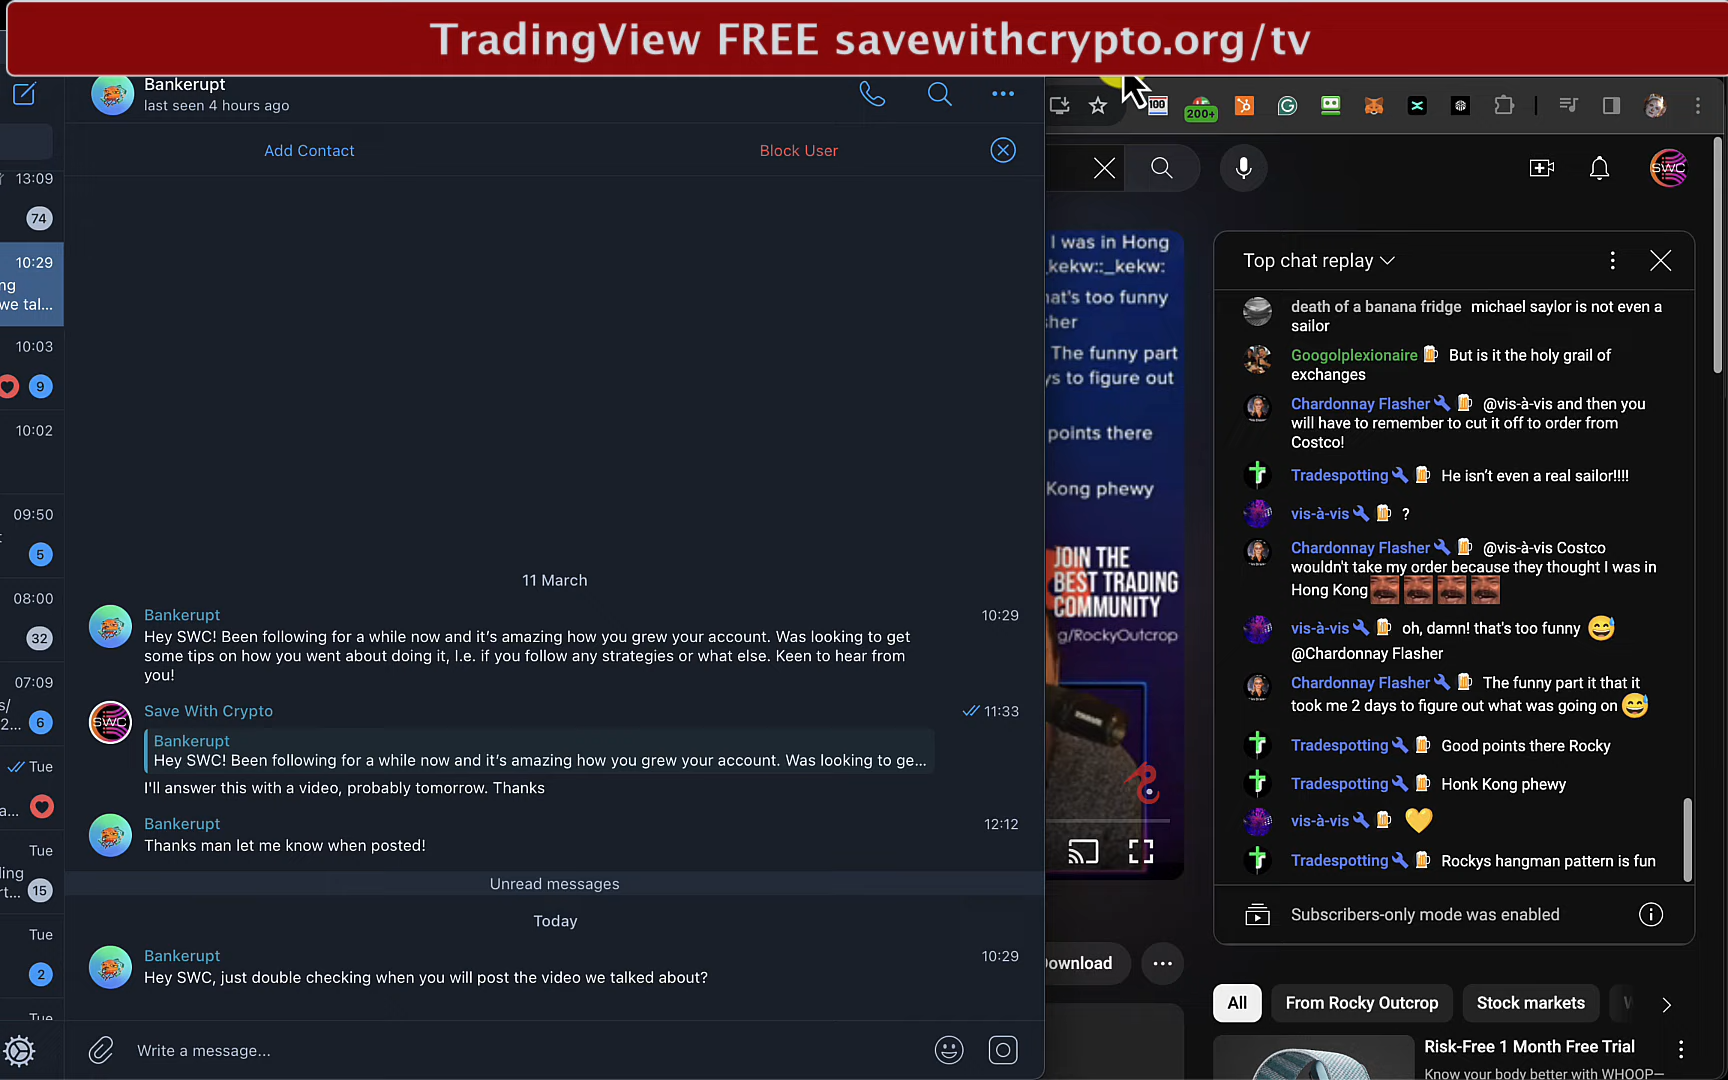 TradingView FREE savewithcrypto.org/tv
Bankerupt
last seen 4 hours ago
Add Contact
Block User
13:09
74
10:29
ng
we tal...
10:03
9
10:02
09:50
5
08:00
32
07:09
s/
2...
6
Tue
a...
Tue
ling
rt...
15
Tue
2
Tue
11 March
Bankerupt
10:29
Hey SWC! Been following for a while now and it's amazing how you grew your account. Was looking to get
some tips on how you went about doing it, I.e. if you follow any strategies or what else. Keen to hear from
you!
SWC
Save With Crypto
11:33
Bankerupt
Hey SWC! Been following for a while now and it's amazing how you grew your account. Was looking to ge...
I'll answer this with a video, probably tomorrow. Thanks
Bankerupt
12:12
Thanks man let me know when posted!
Unread messages
Today
Bankerupt
10:29
Hey SWC, just double checking when you will post the video we talked about?
Write a message...
100
200+
SWC
I was in Hong
_kekw::_kekw:
hat's too funny
sher
The funny part
ys to figure out
points there
Kong phewy
JOIN THE
BEST TRADING
COMMUNITY
g/RockyOutcrop
ownload
Top chat replay
death of a banana fridge michael saylor is not even a
sailor
Googolplexionaire But is it the holy grail of
exchanges
Chardonnay Flasher @vis-à-vis and then you
will have to remember to cut it off to order from
Costco!
Tradespotting He isn't even a real sailor!!!!
vis-à-vis ?
Chardonnay Flasher @vis-à-vis Costco
wouldn't take my order because they thought I was in
Hong Kong
vis-à-vis oh, damn! that's too funny
@Chardonnay Flasher
Chardonnay Flasher The funny part it that it
took me 2 days to figure out what was going on
Tradespotting Good points there Rocky
Tradespotting Honk Kong phewy
vis-à-vis
Tradespotting Rockys hangman pattern is fun
Subscribers-only mode was enabled
All
From Rocky Outcrop
Stock markets
Risk-Free 1 Month Free Trial
Know your body better with WHOOP—